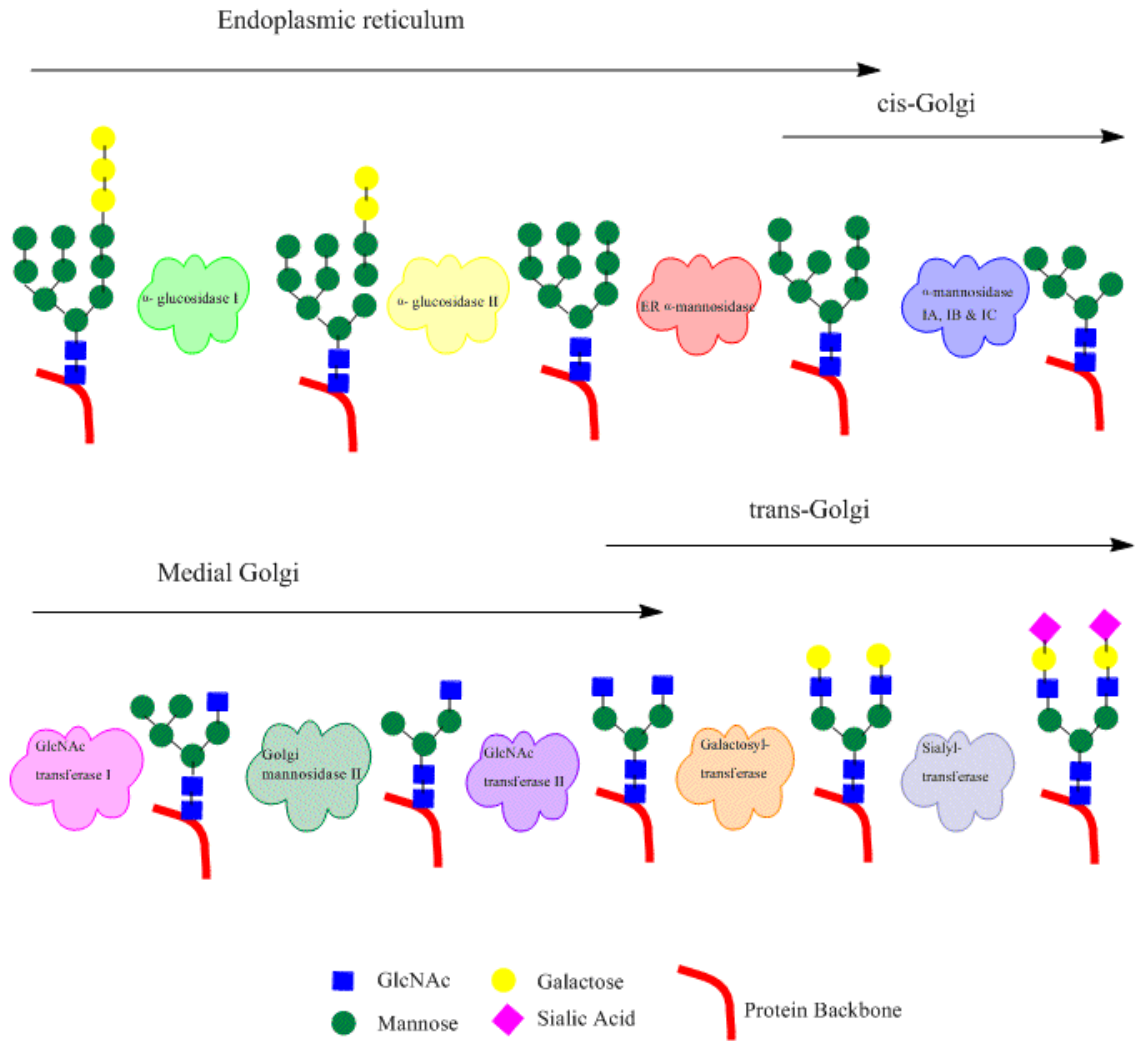 Endoplasmic reticulum
cis-Golgi
α- glucosidase I
α- glucosidase II
ER α-mannosidase
α-mannosidase
IA, IB & IC
trans-Golgi
Medial Golgi
GlcNAc
transferase I
Golgi
mannosidase II
GlcNAc
transferase II
Galactosyl-
transferase
Sialyl-
transferase
GlcNAc
Galactose
Mannose
Sialic Acid
Protein Backbone